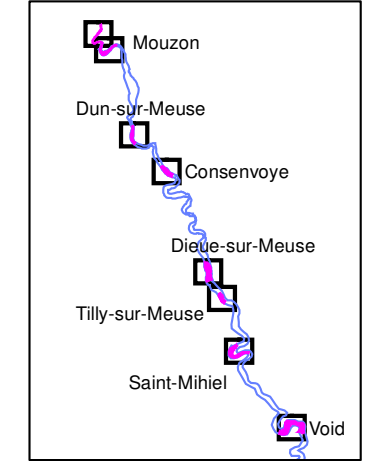 Mouzon
Dun-sur-Meuse
Consenvoye
Dieue-sur-Meuse
Tilly-sur-Meuse
Saint-Mihiel
Void